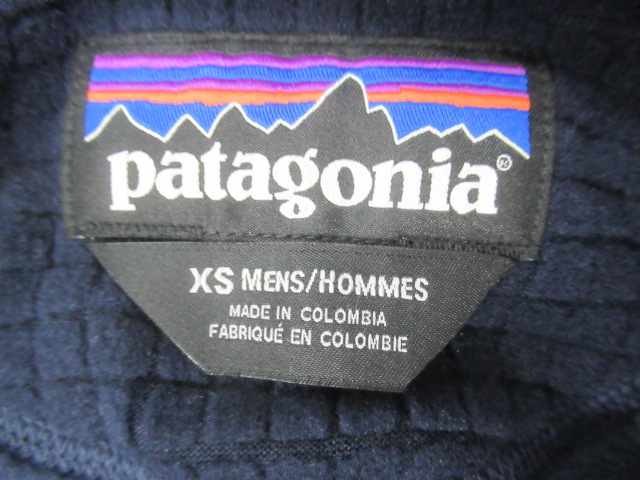 patagonia®
XS MENS/HOMMES
MADE IN COLOMBIA
FABRIQUÉ EN COLOMBIE